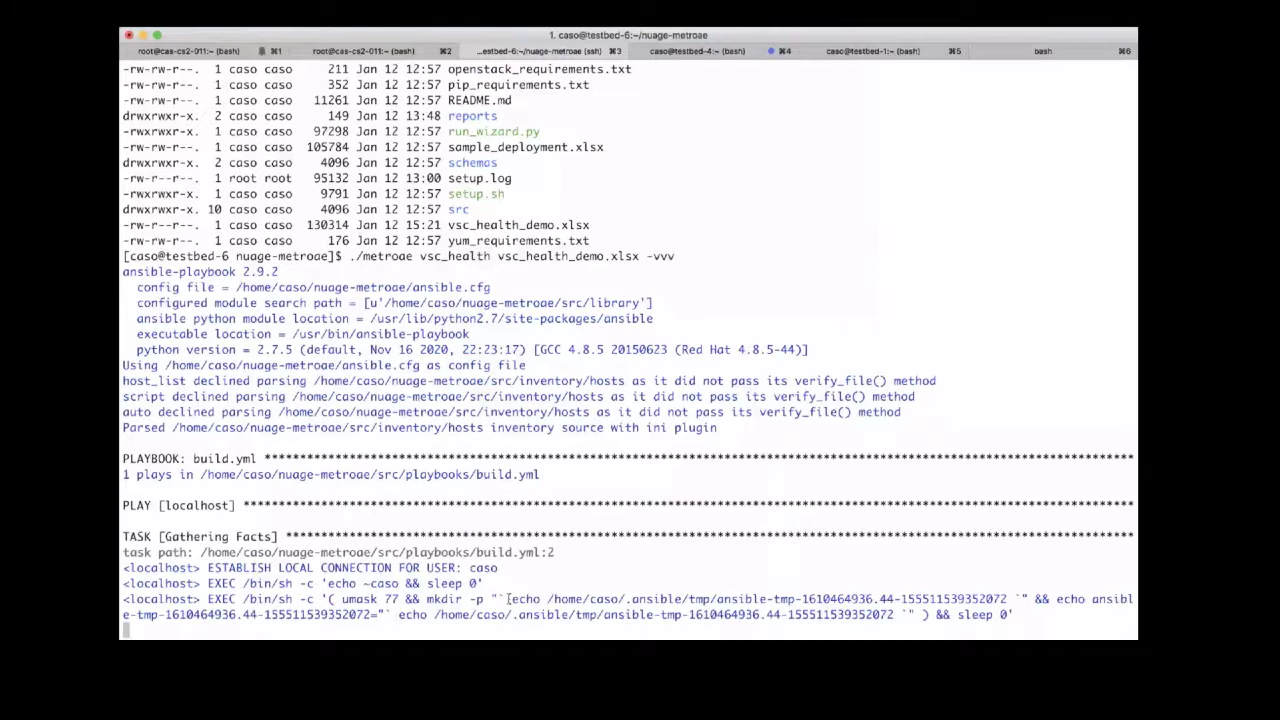 1. caso@testbed-6:~/nuage-metroae
root@cas-cs2-011:~ (bash) ⌘1 root@cas-cs2-011:~ (bash) ⌘2 ...estbed-6:~/nuage-metroae (ssh) ⌘3 caso@testbed-4:~ (bash) ⌘4 caso@testbed-1:~ (bash) ⌘5 bash ⌘6
-rw-rw-r--. 1 caso caso 211 Jan 12 12:57 openstack_requirements.txt
-rw-rw-r--. 1 caso caso 352 Jan 12 12:57 pip_requirements.txt
-rw-rw-r--. 1 caso caso 11261 Jan 12 12:57 README.md
drwxrwxr-x. 2 caso caso 149 Jan 12 13:48 reports
-rwxrwxr-x. 1 caso caso 97298 Jan 12 12:57 run_wizard.py
-rw-rw-r--. 1 caso caso 105784 Jan 12 12:57 sample_deployment.xlsx
drwxrwxr-x. 2 caso caso 4096 Jan 12 12:57 schemas
-rw-r--r--. 1 root root 95132 Jan 12 13:00 setup.log
-rwxrwxr-x. 1 caso caso 9791 Jan 12 12:57 setup.sh
drwxrwxr-x. 10 caso caso 4096 Jan 12 12:57 src
-rw-r--r--. 1 caso caso 130314 Jan 12 15:21 vsc_health_demo.xlsx
-rw-rw-r--. 1 caso caso 176 Jan 12 12:57 yum_requirements.txt
[caso@testbed-6 nuage-metroae]$ ./metroae vsc_health vsc_health_demo.xlsx -vvv
ansible-playbook 2.9.2
config file = /home/caso/nuage-metroae/ansible.cfg
configured module search path = [u'/home/caso/nuage-metroae/src/library']
ansible python module location = /usr/lib/python2.7/site-packages/ansible
executable location = /usr/bin/ansible-playbook
python version = 2.7.5 (default, Nov 16 2020, 22:23:17) [GCC 4.8.5 20150623 (Red Hat 4.8.5-44)]
Using /home/caso/nuage-metroae/ansible.cfg as config file
host_list declined parsing /home/caso/nuage-metroae/src/inventory/hosts as it did not pass its verify_file() method
script declined parsing /home/caso/nuage-metroae/src/inventory/hosts as it did not pass its verify_file() method
auto declined parsing /home/caso/nuage-metroae/src/inventory/hosts as it did not pass its verify_file() method
Parsed /home/caso/nuage-metroae/src/inventory/hosts inventory source with ini plugin
PLAYBOOK: build.yml ****************************************************************************************************************************
1 plays in /home/caso/nuage-metroae/src/playbooks/build.yml
PLAY [localhost] *******************************************************************************************************************************
TASK [Gathering Facts] *************************************************************************************************************************
task path: /home/caso/nuage-metroae/src/playbooks/build.yml:2
<localhost> ESTABLISH LOCAL CONNECTION FOR USER: caso
<localhost> EXEC /bin/sh -c 'echo ~caso && sleep 0'
<localhost> EXEC /bin/sh -c '( umask 77 && mkdir -p "` echo /home/caso/.ansible/tmp/ansible-tmp-1610464936.44-155511539352072 `" && echo ansibl
e-tmp-1610464936.44-155511539352072="` echo /home/caso/.ansible/tmp/ansible-tmp-1610464936.44-155511539352072 `" ) && sleep 0'